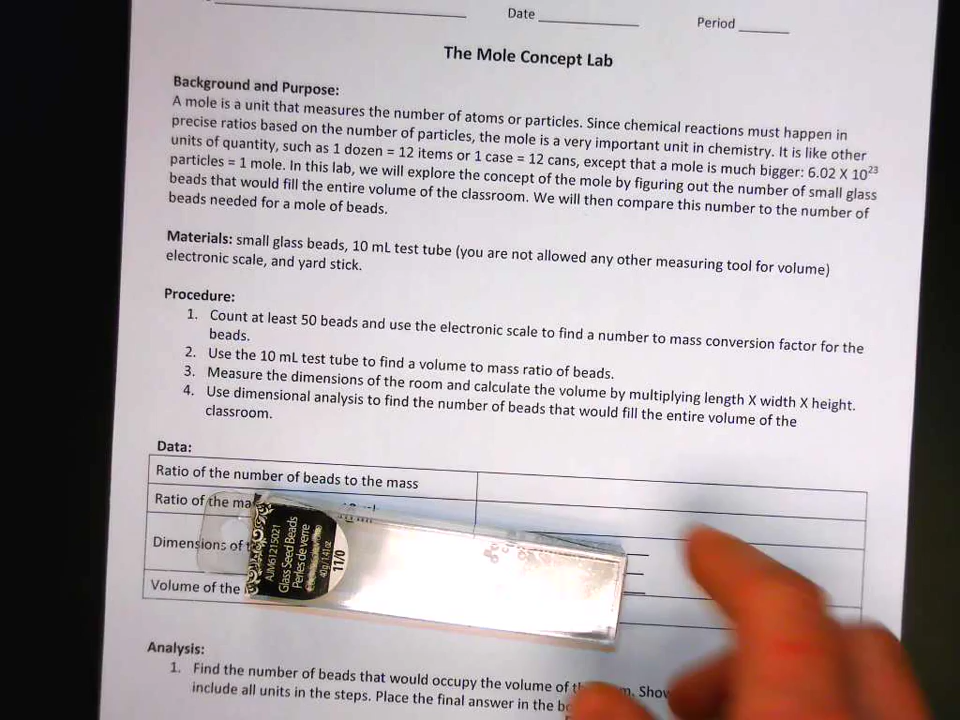 Date ____________ Period ______
The Mole Concept Lab
Background and Purpose:
A mole is a unit that measures the number of atoms or particles. Since chemical reactions must happen in
precise ratios based on the number of particles, the mole is a very important unit in chemistry. It is like other
units of quantity, such as 1 dozen = 12 items or 1 case = 12 cans, except that a mole is much bigger: 6.02 X 10²³
particles = 1 mole. In this lab, we will explore the concept of the mole by figuring out the number of small glass
beads that would fill the entire volume of the classroom. We will then compare this number to the number of
beads needed for a mole of beads.
Materials: small glass beads, 10 mL test tube (you are not allowed any other measuring tool for volume)
electronic scale, and yard stick.
Procedure:
1. Count at least 50 beads and use the electronic scale to find a number to mass conversion factor for the
beads.
2. Use the 10 mL test tube to find a volume to mass ratio of beads.
3. Measure the dimensions of the room and calculate the volume by multiplying length X width X height.
4. Use dimensional analysis to find the number of beads that would fill the entire volume of the
classroom.
Data:
Ratio of the number of beads to the mass
Ratio of the
Dimensions of
Volume of the
AJM61215021
Glass Seed Beads
Perles de verre
40g/1.41oz
11/0
Analysis:
1. Find the number of beads that would occupy the volume of
include all units in the steps. Place the final answer in the